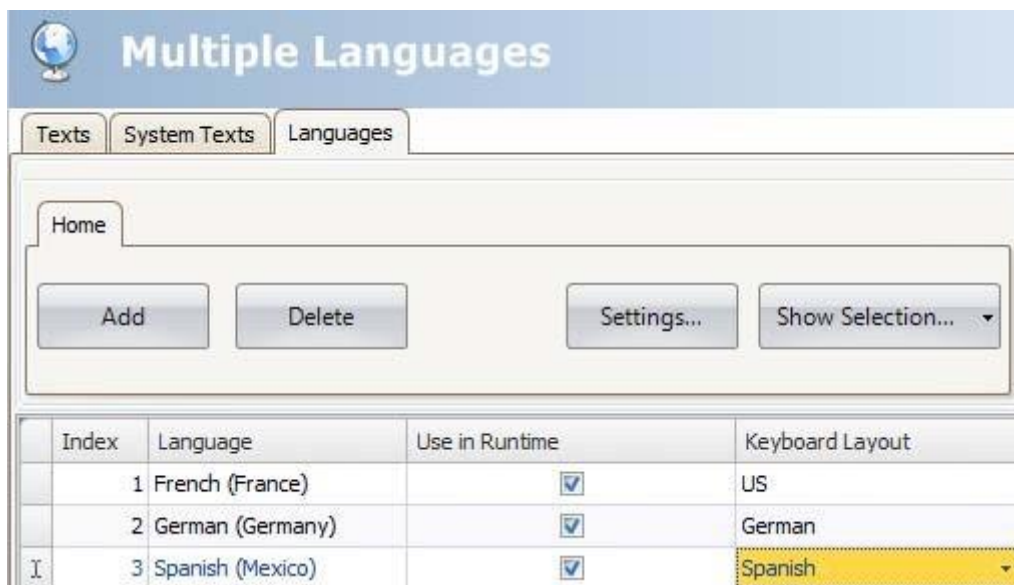 Multiple Languages
Texts System Texts Languages
Home
Add Delete Settings... Show Selection...
Index Language Use in Runtime Keyboard Layout
1 French (France) US
2 German (Germany) German
3 Spanish (Mexico) Spanish